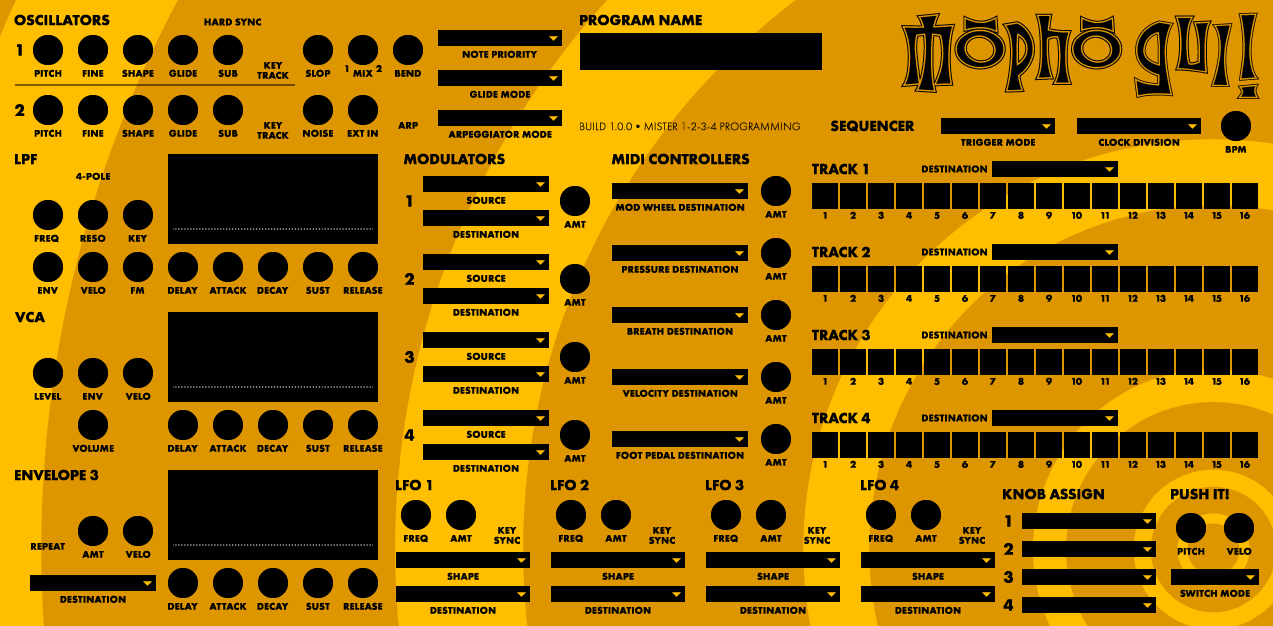 OSCILLATORS
HARD SYNC
PROGRAM NAME
mopho gui!
1
PITCH FINE SHAPE GLIDE SUB KEY TRACK SLOP 1 MIX 2 BEND
NOTE PRIORITY
GLIDE MODE
2
PITCH FINE SHAPE GLIDE SUB KEY TRACK NOISE EXT IN ARP
ARPEGGIATOR MODE
BUILD 1.0.0 • MISTER 1-2-3-4 PROGRAMMING
SEQUENCER
TRIGGER MODE
CLOCK DIVISION
BPM
LPF
4-POLE
FREQ RESO KEY
ENV VELO FM DELAY ATTACK DECAY SUST RELEASE
VCA
LEVEL ENV VELO
VOLUME DELAY ATTACK DECAY SUST RELEASE
ENVELOPE 3
REPEAT AMT VELO
DESTINATION DELAY ATTACK DECAY SUST RELEASE
MODULATORS
1
SOURCE
DESTINATION
AMT
2
SOURCE
DESTINATION
AMT
3
SOURCE
DESTINATION
AMT
4
SOURCE
DESTINATION
AMT
MIDI CONTROLLERS
MOD WHEEL DESTINATION
AMT
PRESSURE DESTINATION
AMT
BREATH DESTINATION
AMT
VELOCITY DESTINATION
AMT
FOOT PEDAL DESTINATION
AMT
TRACK 1 DESTINATION
1 2 3 4 5 6 7 8 9 10 11 12 13 14 15 16
TRACK 2 DESTINATION
1 2 3 4 5 6 7 8 9 10 11 12 13 14 15 16
TRACK 3 DESTINATION
1 2 3 4 5 6 7 8 9 10 11 12 13 14 15 16
TRACK 4 DESTINATION
1 2 3 4 5 6 7 8 9 10 11 12 13 14 15 16
LFO 1
FREQ AMT KEY SYNC
SHAPE
DESTINATION
LFO 2
FREQ AMT KEY SYNC
SHAPE
DESTINATION
LFO 3
FREQ AMT KEY SYNC
SHAPE
DESTINATION
LFO 4
FREQ AMT KEY SYNC
SHAPE
DESTINATION
KNOB ASSIGN
1
2
3
4
PUSH IT!
PITCH VELO
SWITCH MODE